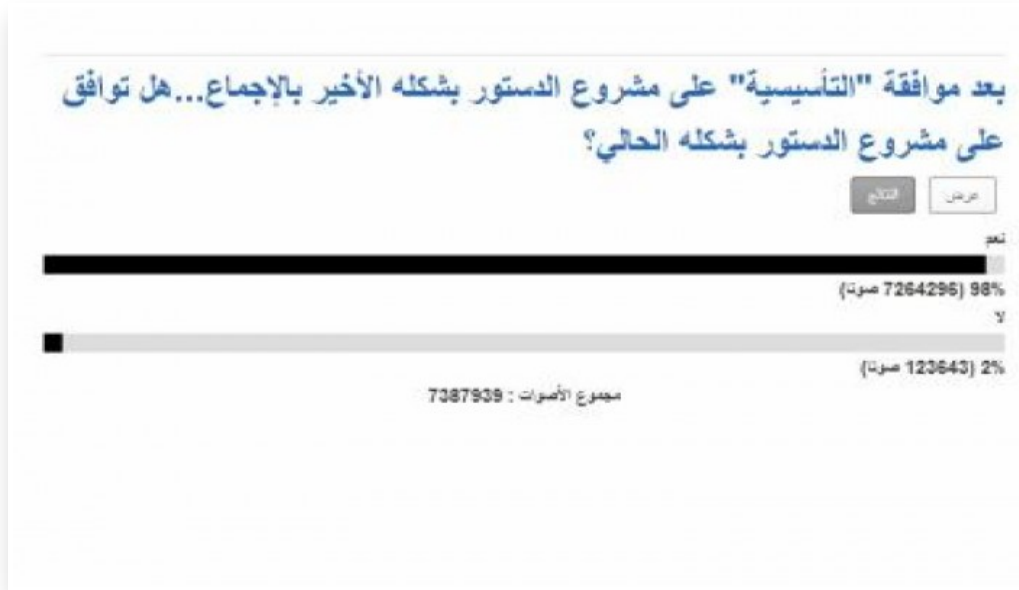 بعد موافقة "التأسيسية" على مشروع الدستور بشكله الأخير بالإجماع...هل توافق
على مشروع الدستور بشكله الحالي؟
عرض النتائج
نعم
98% (7264296 صوتا)
لا
2% (123643 صوتا)
مجموع الأصوات : 7387939